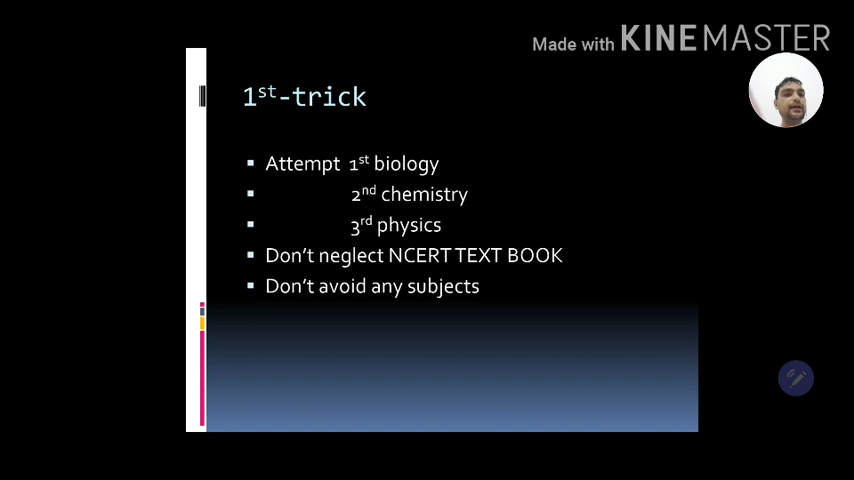 Made with KINEMASTER
1st-trick
Attempt 1st biology
2nd chemistry
3rd physics
Don't neglect NCERT TEXT BOOK
Don't avoid any subjects